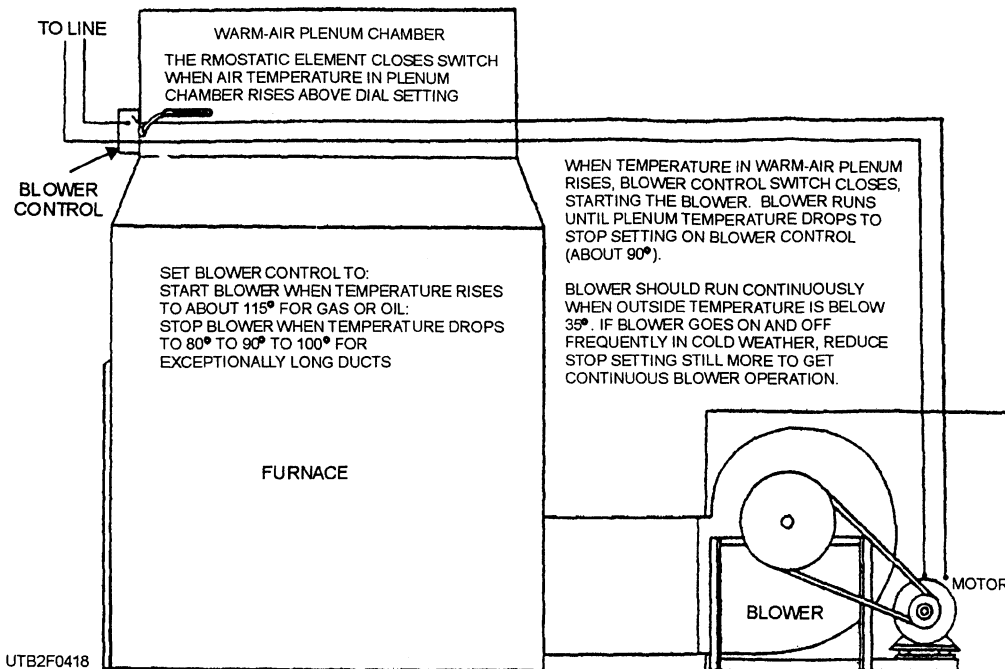 TO LINE
WARM-AIR PLENUM CHAMBER
THE RMOSTATIC ELEMENT CLOSES SWITCH
WHEN AIR TEMPERATURE IN PLENUM
CHAMBER RISES ABOVE DIAL SETTING
BLOWER
CONTROL
WHEN TEMPERATURE IN WARM-AIR PLENUM
RISES, BLOWER CONTROL SWITCH CLOSES,
STARTING THE BLOWER. BLOWER RUNS
UNTIL PLENUM TEMPERATURE DROPS TO
STOP SETTING ON BLOWER CONTROL
(ABOUT 90°).
BLOWER SHOULD RUN CONTINUOUSLY
WHEN OUTSIDE TEMPERATURE IS BELOW
35°. IF BLOWER GOES ON AND OFF
FREQUENTLY IN COLD WEATHER, REDUCE
STOP SETTING STILL MORE TO GET
CONTINUOUS BLOWER OPERATION.
SET BLOWER CONTROL TO:
START BLOWER WHEN TEMPERATURE RISES
TO ABOUT 115° FOR GAS OR OIL:
STOP BLOWER WHEN TEMPERATURE DROPS
TO 80° TO 90° TO 100° FOR
EXCEPTIONALLY LONG DUCTS
FURNACE
BLOWER
MOTOR
UTB2F0418